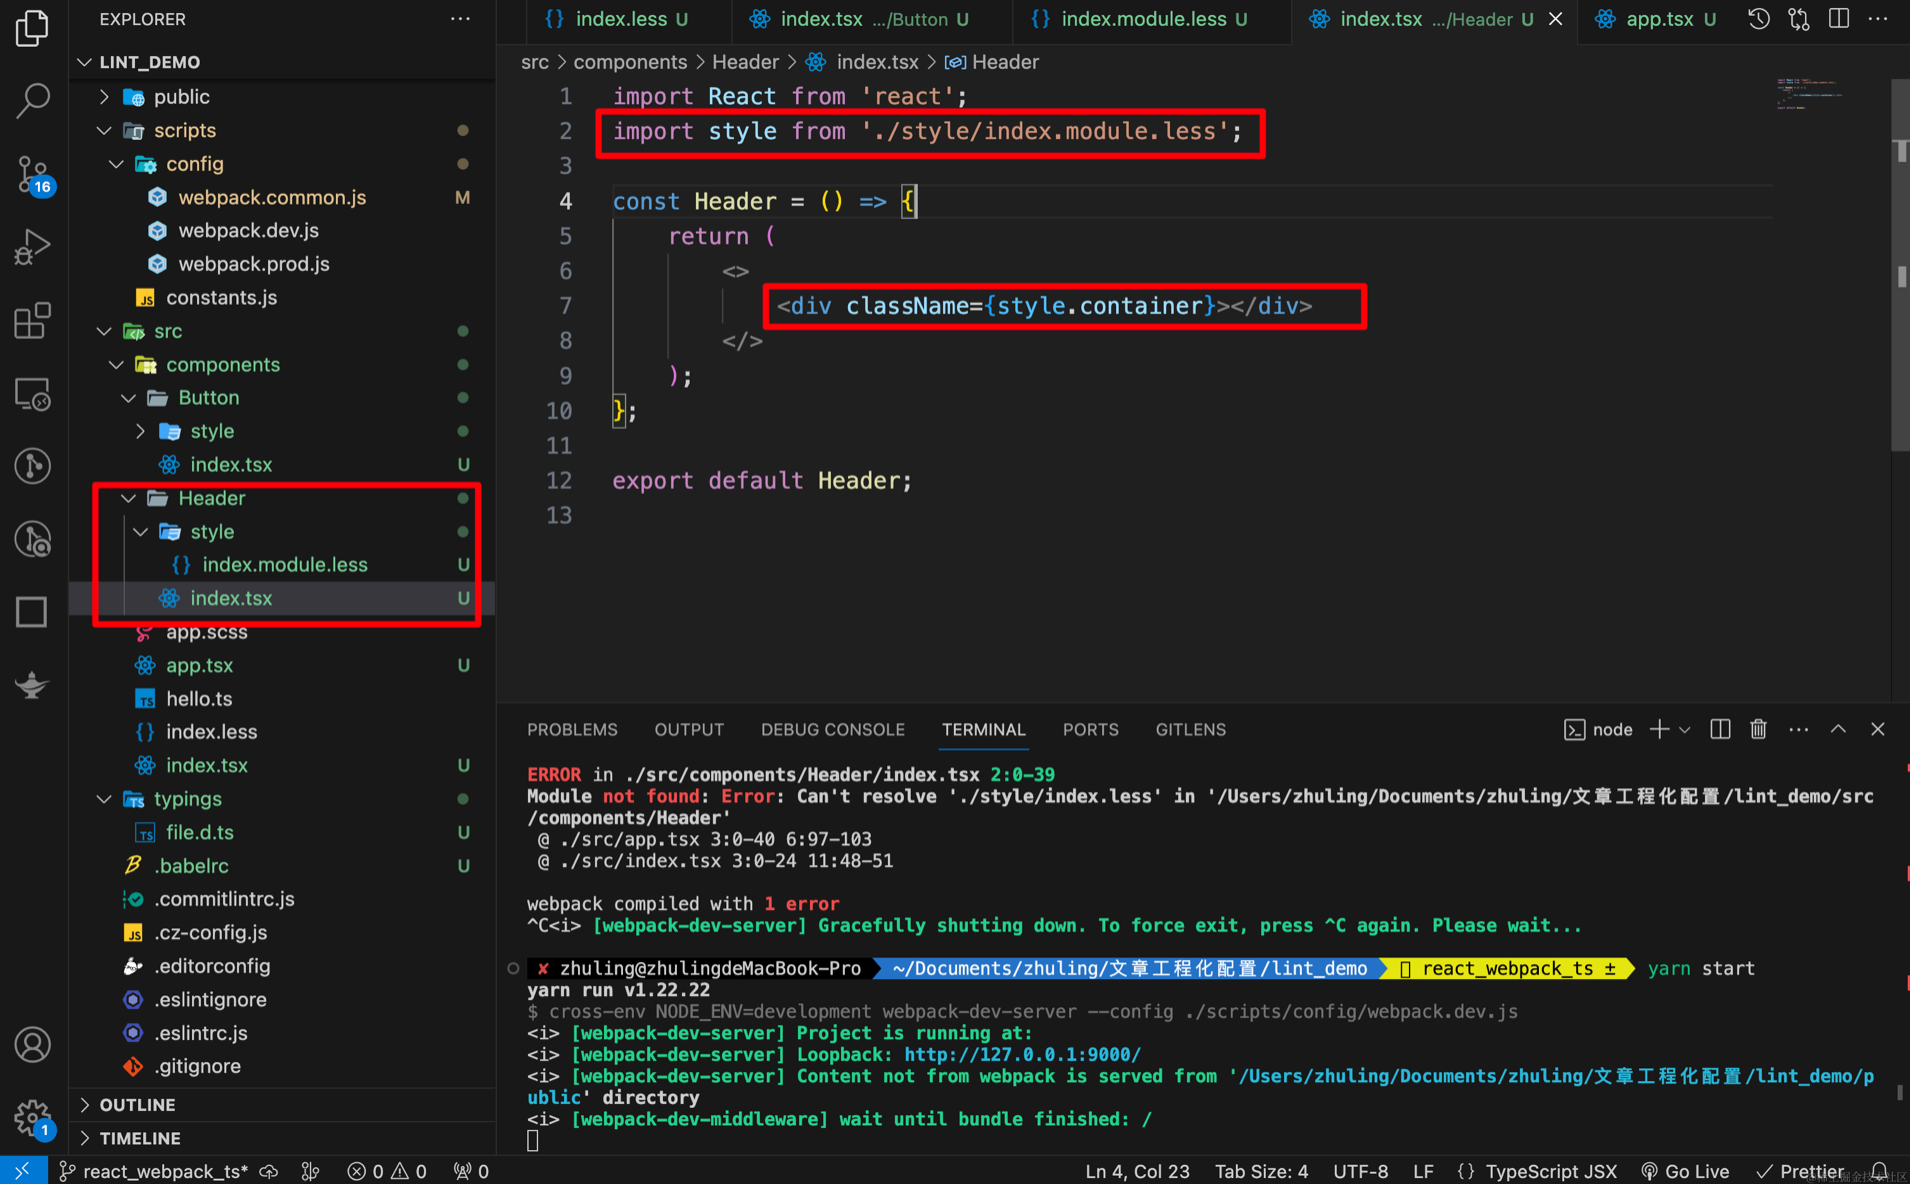 EXPLORER
LINT_DEMO
public
scripts
config
webpack.common.js M
webpack.dev.js
webpack.prod.js
constants.js
src
components
Button
style
index.tsx U
Header
style
index.module.less U
index.tsx U
app.scss
app.tsx U
hello.ts
index.less
index.tsx U
typings
file.d.ts U
.babelrc U
.commitlintrc.js
.cz-config.js
.editorconfig
.eslintignore
.eslintrc.js
.gitignore
OUTLINE
TIMELINE
16
1
index.less U
index.tsx .../Button U
index.module.less U
index.tsx .../Header U
app.tsx U
src > components > Header > index.tsx > Header
1 import React from 'react';
2 import style from './style/index.module.less';
3
4 const Header = () => {
5 return (
6 <>
7 <div className={style.container}></div>
8 </>
9 );
10 };
11
12 export default Header;
13
PROBLEMS OUTPUT DEBUG CONSOLE TERMINAL PORTS GITLENS
node
ERROR in ./src/components/Header/index.tsx 2:0-39
Module not found: Error: Can't resolve './style/index.less' in '/Users/zhuling/Documents/zhuling/文章工程化配置/lint_demo/src
/components/Header'
@ ./src/app.tsx 3:0-40 6:97-103
@ ./src/index.tsx 3:0-24 11:48-51
webpack compiled with 1 error
^C<i> [webpack-dev-server] Gracefully shutting down. To force exit, press ^C again. Please wait...
✘ zhuling@zhulingdeMacBook-Pro ~/Documents/zhuling/文章工程化配置/lint_demo react_webpack_ts ± yarn start
yarn run v1.22.22
$ cross-env NODE_ENV=development webpack-dev-server --config ./scripts/config/webpack.dev.js
<i> [webpack-dev-server] Project is running at:
<i> [webpack-dev-server] Loopback: http://127.0.0.1:9000/
<i> [webpack-dev-server] Content not from webpack is served from '/Users/zhuling/Documents/zhuling/文章工程化配置/lint_demo/p
ublic' directory
<i> [webpack-dev-middleware] wait until bundle finished: /
react_webpack_ts* 0 0 0
Ln 4, Col 23 Tab Size: 4 UTF-8 LF {} TypeScript JSX Go Live Prettier
@稀土掘金技术社区